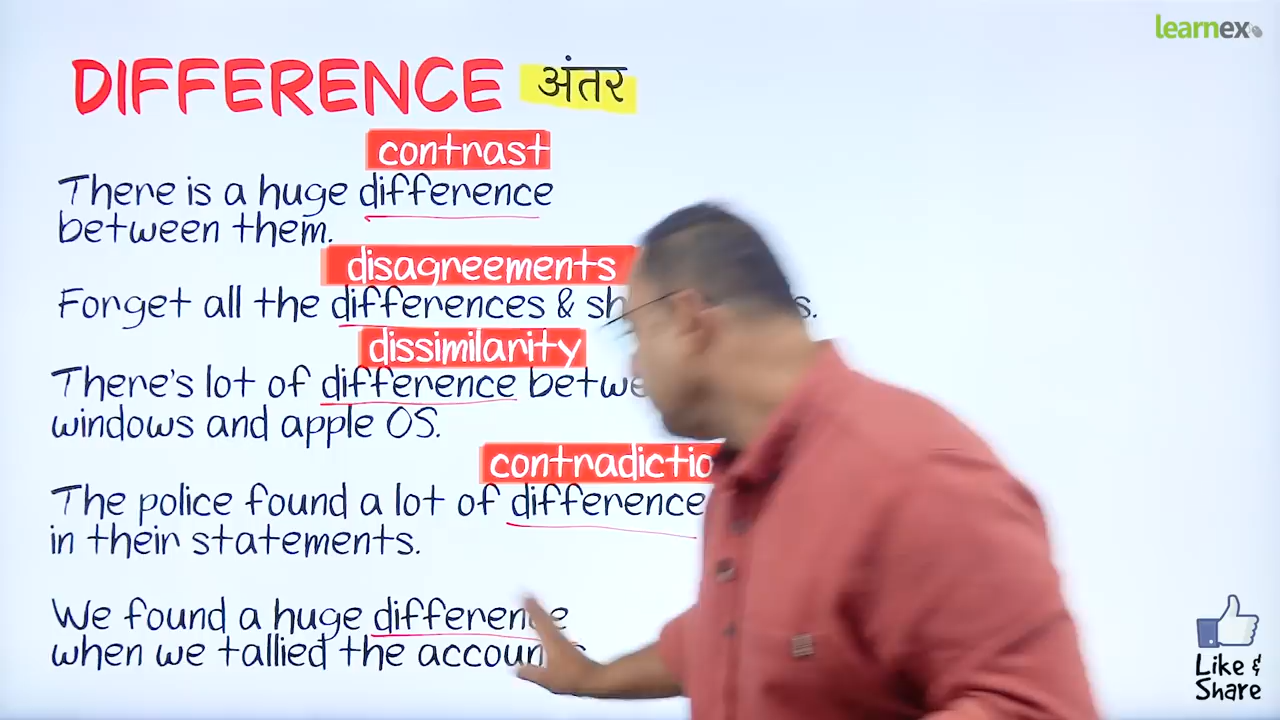 learnex
DIFFERENCE अंतर
contrast
There is a huge difference
between them.
disagreements
Forget all the differences &
dissimilarity
There's lot of difference
windows and apple OS.
The police found a lot of difference
in their statements.
We found a huge difference
when we tallied the
Like &
Share